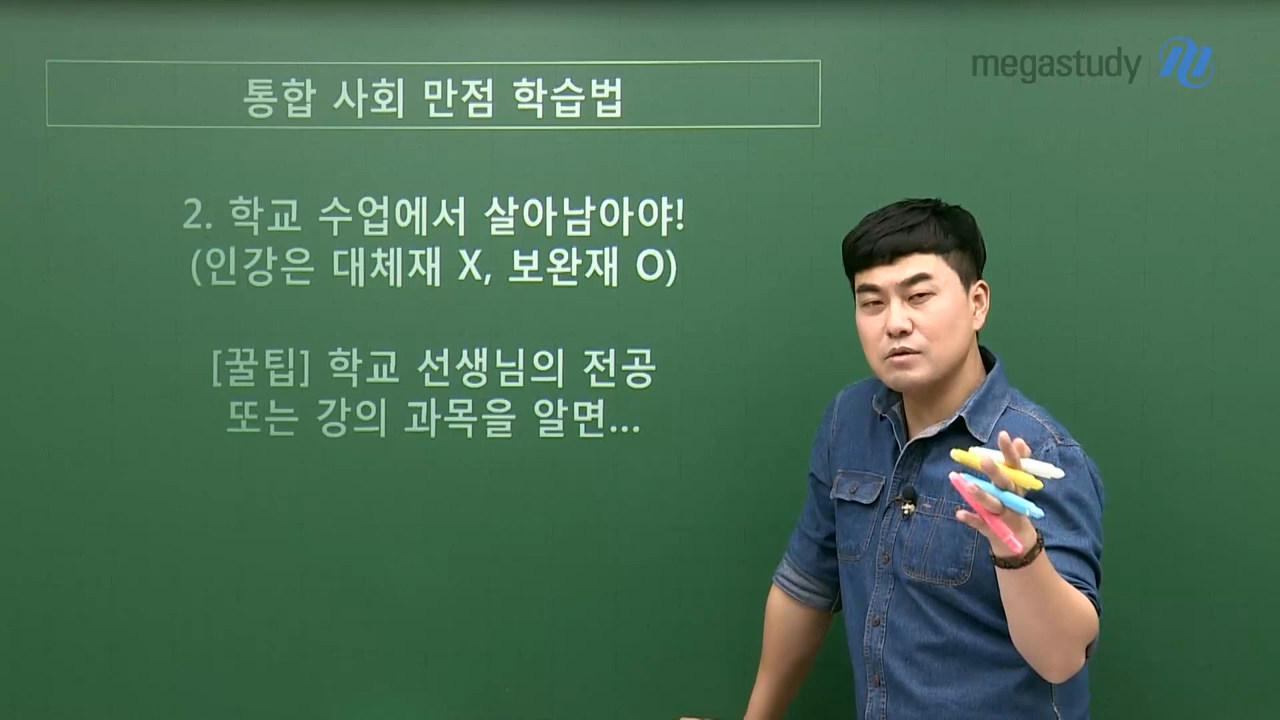 megastudy
통합 사회 만점 학습법
2. 학교 수업에서 살아남아야!
(인강은 대체재 X, 보완재 O)
[꿀팁] 학교 선생님의 전공
또는 강의 과목을 알면...